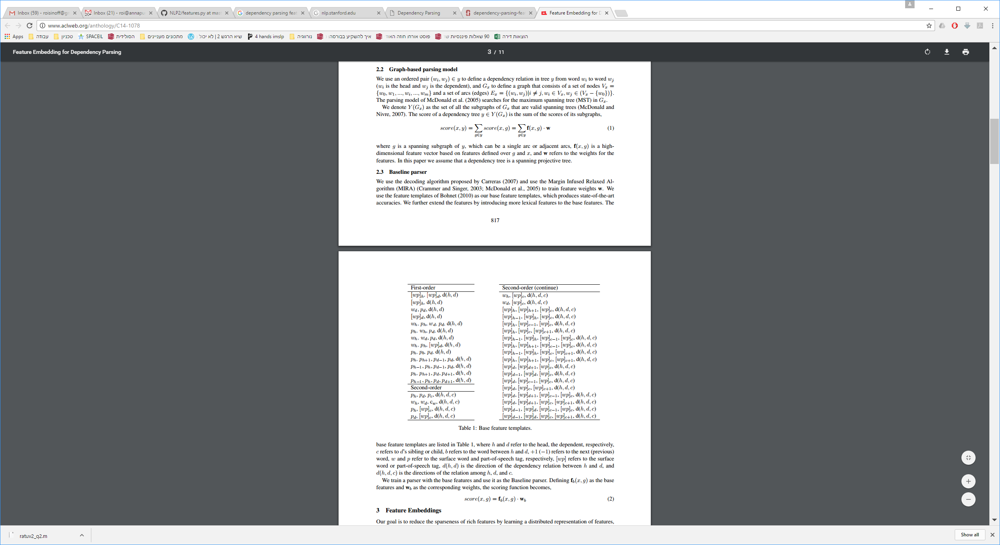 Inbox (59) - roisinoff@g
Inbox (21) - roi@annapu
NLP2/features.py at mas
dependency parsing feat
nlp.stanford.edu
Dependency Parsing
dependency-parsing-fea
Feature Embedding for D
www.aclweb.org/anthology/C14-1078
Apps
עבודה
טכניון
SPACEIL
הסולידית
מתכונים מעניינים
שיא הרגש 2 | לא יכול
4 hands imslp
נורווגיה
איך להשקיע בבורסה:
פוסט אורח: חוזה האוד
90 שאלות פיננסיות ש
הוצאות דירה
Feature Embedding for Dependency Parsing
3 / 11
2.2 Graph-based parsing model
We use an ordered pair (w_i, w_j) ∈ y to define a dependency relation in tree y from word w_i to word w_j
(w_i is the head and w_j is the dependent), and G_x to define a graph that consists of a set of nodes V_x =
{w_0, w_1, ..., w_i, ..., w_m} and a set of arcs (edges) E_x = {(w_i, w_j)|i ≠ j, w_i ∈ V_x, w_j ∈ (V_x − {w_0})}.
The parsing model of McDonald et al. (2005) searches for the maximum spanning tree (MST) in G_x.
We denote Y(G_x) as the set of all the subgraphs of G_x that are valid spanning trees (McDonald and
Nivre, 2007). The score of a dependency tree y ∈ Y(G_x) is the sum of the scores of its subgraphs,
score(x, y) = ∑_{g∈y} score(x, g) = ∑_{g∈y} f(x, g) · w (1)
where g is a spanning subgraph of y, which can be a single arc or adjacent arcs, f(x, g) is a high-
dimensional feature vector based on features defined over g and x, and w refers to the weights for the
features. In this paper we assume that a dependency tree is a spanning projective tree.
2.3 Baseline parser
We use the decoding algorithm proposed by Carreras (2007) and use the Margin Infused Relaxed Al-
gorithm (MIRA) (Crammer and Singer, 2003; McDonald et al., 2005) to train feature weights w. We
use the feature templates of Bohnet (2010) as our base feature templates, which produces state-of-the-art
accuracies. We further extend the features by introducing more lexical features to the base features. The
817
First-order
[wp]_h, [wp]_d, d(h, d)
[wp]_h, d(h, d)
w_d, p_d, d(h, d)
[wp]_d, d(h, d)
w_h, p_h, w_d, p_d, d(h, d)
p_h, w_h, p_d, d(h, d)
w_h, w_d, p_d, d(h, d)
w_h, p_h, [wp]_d, d(h, d)
p_h, p_b, p_d, d(h, d)
p_h, p_{h+1}, p_{d−1}, p_d, d(h, d)
p_{h−1}, p_h, p_{d−1}, p_d, d(h, d)
p_h, p_{h+1}, p_d, p_{d+1}, d(h, d)
p_{h−1}, p_h, p_d, p_{d+1}, d(h, d)
Second-order
p_h, p_d, p_c, d(h, d, c)
w_h, w_d, c_w, d(h, d, c)
p_h, [wp]_c, d(h, d, c)
p_d, [wp]_c, d(h, d, c)
Second-order (continue)
w_h, [wp]_c, d(h, d, c)
w_d, [wp]_c, d(h, d, c)
[wp]_h, [wp]_{h+1}, [wp]_c, d(h, d, c)
[wp]_{h−1}, [wp]_h, [wp]_c, d(h, d, c)
[wp]_h, [wp]_{c−1}, [wp]_c, d(h, d, c)
[wp]_h, [wp]_c, [wp]_{c+1}, d(h, d, c)
[wp]_{h−1}, [wp]_h, [wp]_{c−1}, [wp]_c, d(h, d, c)
[wp]_h, [wp]_{h+1}, [wp]_{c−1}, [wp]_c, d(h, d, c)
[wp]_{h−1}, [wp]_h, [wp]_c, [wp]_{c+1}, d(h, d, c)
[wp]_h, [wp]_{h+1}, [wp]_c, [wp]_{c+1}, d(h, d, c)
[wp]_d, [wp]_{d+1}, [wp]_c, d(h, d, c)
[wp]_{d−1}, [wp]_d, [wp]_c, d(h, d, c)
[wp]_d, [wp]_{c−1}, [wp]_c, d(h, d, c)
[wp]_d, [wp]_c, [wp]_{c+1}, d(h, d, c)
[wp]_d, [wp]_{d+1}, [wp]_{c−1}, [wp]_c, d(h, d, c)
[wp]_d, [wp]_{d+1}, [wp]_c, [wp]_{c+1}, d(h, d, c)
[wp]_{d−1}, [wp]_d, [wp]_{c−1}, [wp]_c, d(h, d, c)
[wp]_{d−1}, [wp]_d, [wp]_c, [wp]_{c+1}, d(h, d, c)
Table 1: Base feature templates.
base feature templates are listed in Table 1, where h and d refer to the head, the dependent, respectively,
c refers to d's sibling or child, b refers to the word between h and d, +1 (−1) refers to the next (previous)
word, w and p refer to the surface word and part-of-speech tag, respectively, [wp] refers to the surface
word or part-of-speech tag, d(h, d) is the direction of the dependency relation between h and d, and
d(h, d, c) is the directions of the relation among h, d, and c.
We train a parser with the base features and use it as the Baseline parser. Defining f_b(x, g) as the base
features and w_b as the corresponding weights, the scoring function becomes,
score(x, g) = f_b(x, g) · w_b (2)
3 Feature Embeddings
Our goal is to reduce the sparseness of rich features by learning a distributed representation of features,
ratuv2_q2.m
Show all